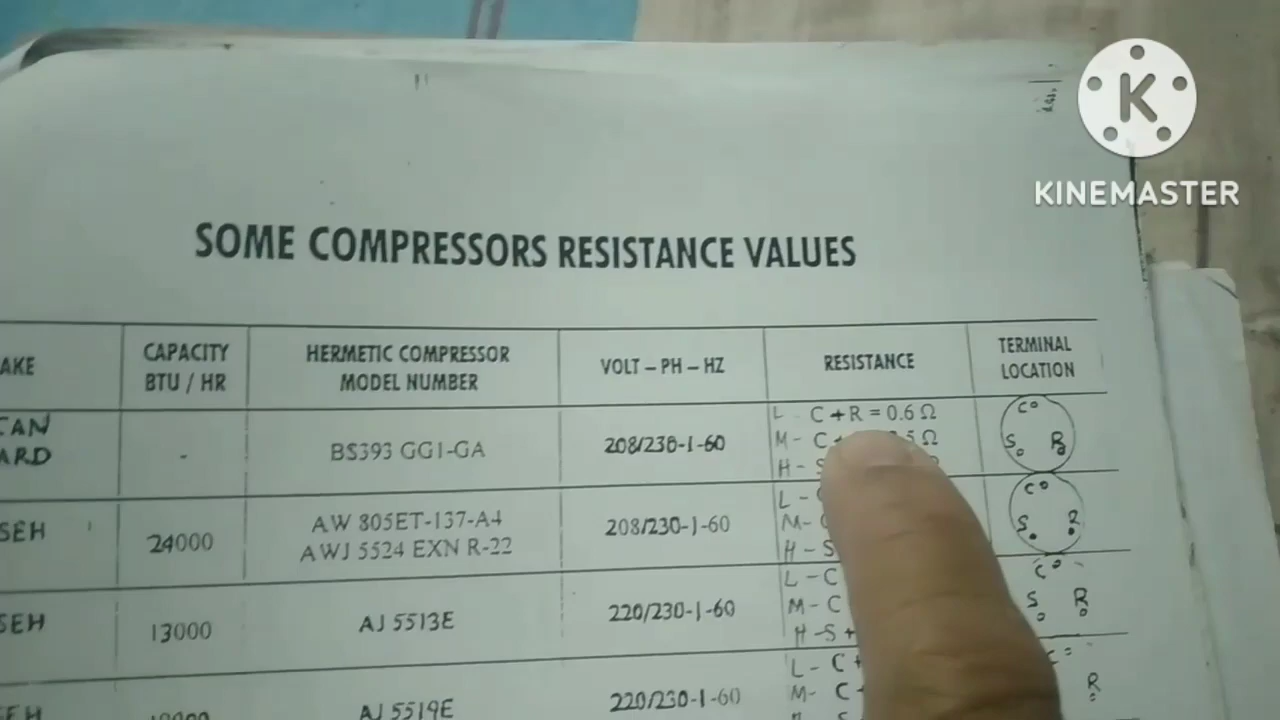 K
KINEMASTER
SOME COMPRESSORS RESISTANCE VALUES
AKE
CAPACITY
BTU / HR
HERMETIC COMPRESSOR
MODEL NUMBER
VOLT – PH – HZ
RESISTANCE
TERMINAL
LOCATION
CAN
ARD
-
BS393 GG1-GA
208/230-1-60
L - C + R = 0.6 Ω
M - C + 5 Ω
H - S
C
S R
SEH
24000
AW 805ET-137-A4
AWJ 5524 EXN R-22
208/230-1-60
L -
M-
H - S
C
S R
SEH
13000
AJ 5513E
220/230-1-60
L - C
M - C
H -S +
C
S R
SEH
AJ 5519E
220/230-1-60
L - C +
M- C +
C
R